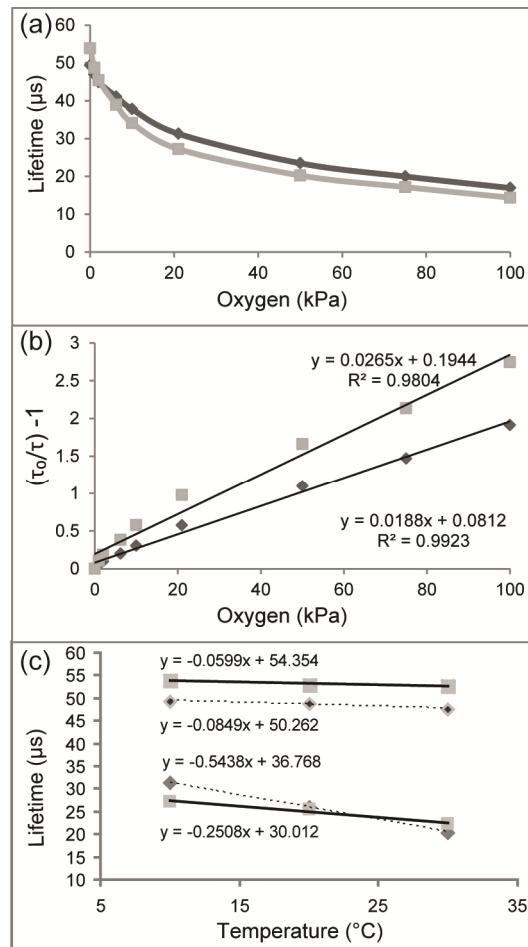 (a)
60
50
40
30
20
10
0
Lifetime (µs)
0 20 40 60 80 100
Oxygen (kPa)
(b)
3
2.5
2
1.5
1
0.5
0
(τ₀/τ) -1
y = 0.0265x + 0.1944
R² = 0.9804
y = 0.0188x + 0.0812
R² = 0.9923
0 20 40 60 80 100
Oxygen (kPa)
(c)
60
55
50
45
40
35
30
25
20
15
10
Lifetime (µs)
y = -0.0599x + 54.354
y = -0.0849x + 50.262
y = -0.5438x + 36.768
y = -0.2508x + 30.012
5 15 25 35
Temperature (°C)